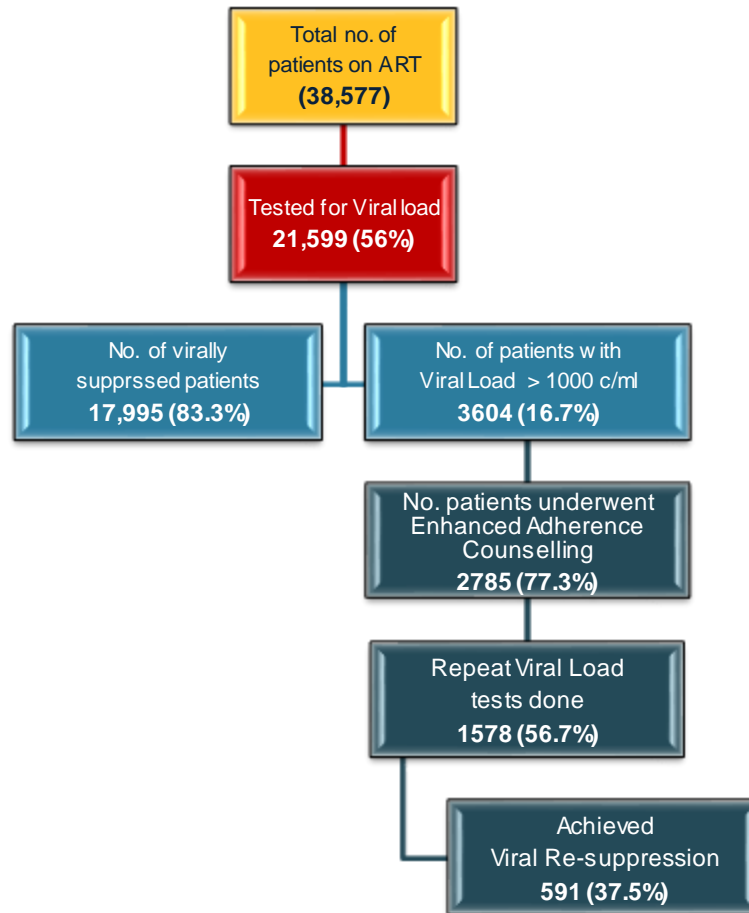 Total no. of
patients on ART
(38,577)
Tested for Viral load
21,599 (56%)
No. of virally
supprssed patients
17,995 (83.3%)
No. of patients with
Viral Load > 1000 c/ml
3604 (16.7%)
No. patients underwent
Enhanced Adherence
Counselling
2785 (77.3%)
Repeat Viral Load
tests done
1578 (56.7%)
Achieved
Viral Re-suppression
591 (37.5%)